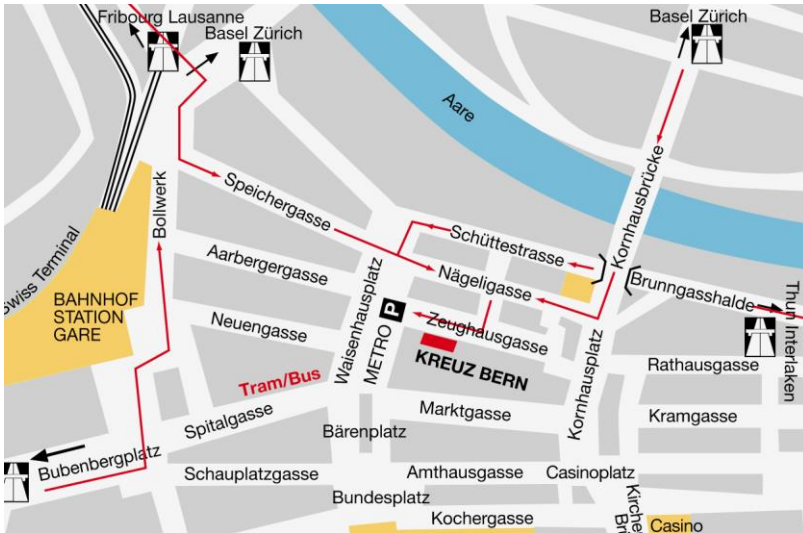 Fribourg Lausanne
Basel Zürich
Basel Zürich
Aare
Kornhausbrücke
Speichergasse
Schüttestrasse
Bollwerk
Swiss Terminal
Aarbergergasse
Nägeligasse
Brunngasshalde
Thun Interlaken
BAHNHOF
STATION
GARE
Neuengasse
Waisenhausplatz
METRO P
Zeughausgasse
KREUZ BERN
Kornhausplatz
Rathausgasse
Tram/Bus
Spitalgasse
Marktgasse
Kramgasse
Bärenplatz
Bubenbergplatz
Schauplatzgasse
Amthausgasse
Casinoplatz
Bundesplatz
Kochergasse
Casino